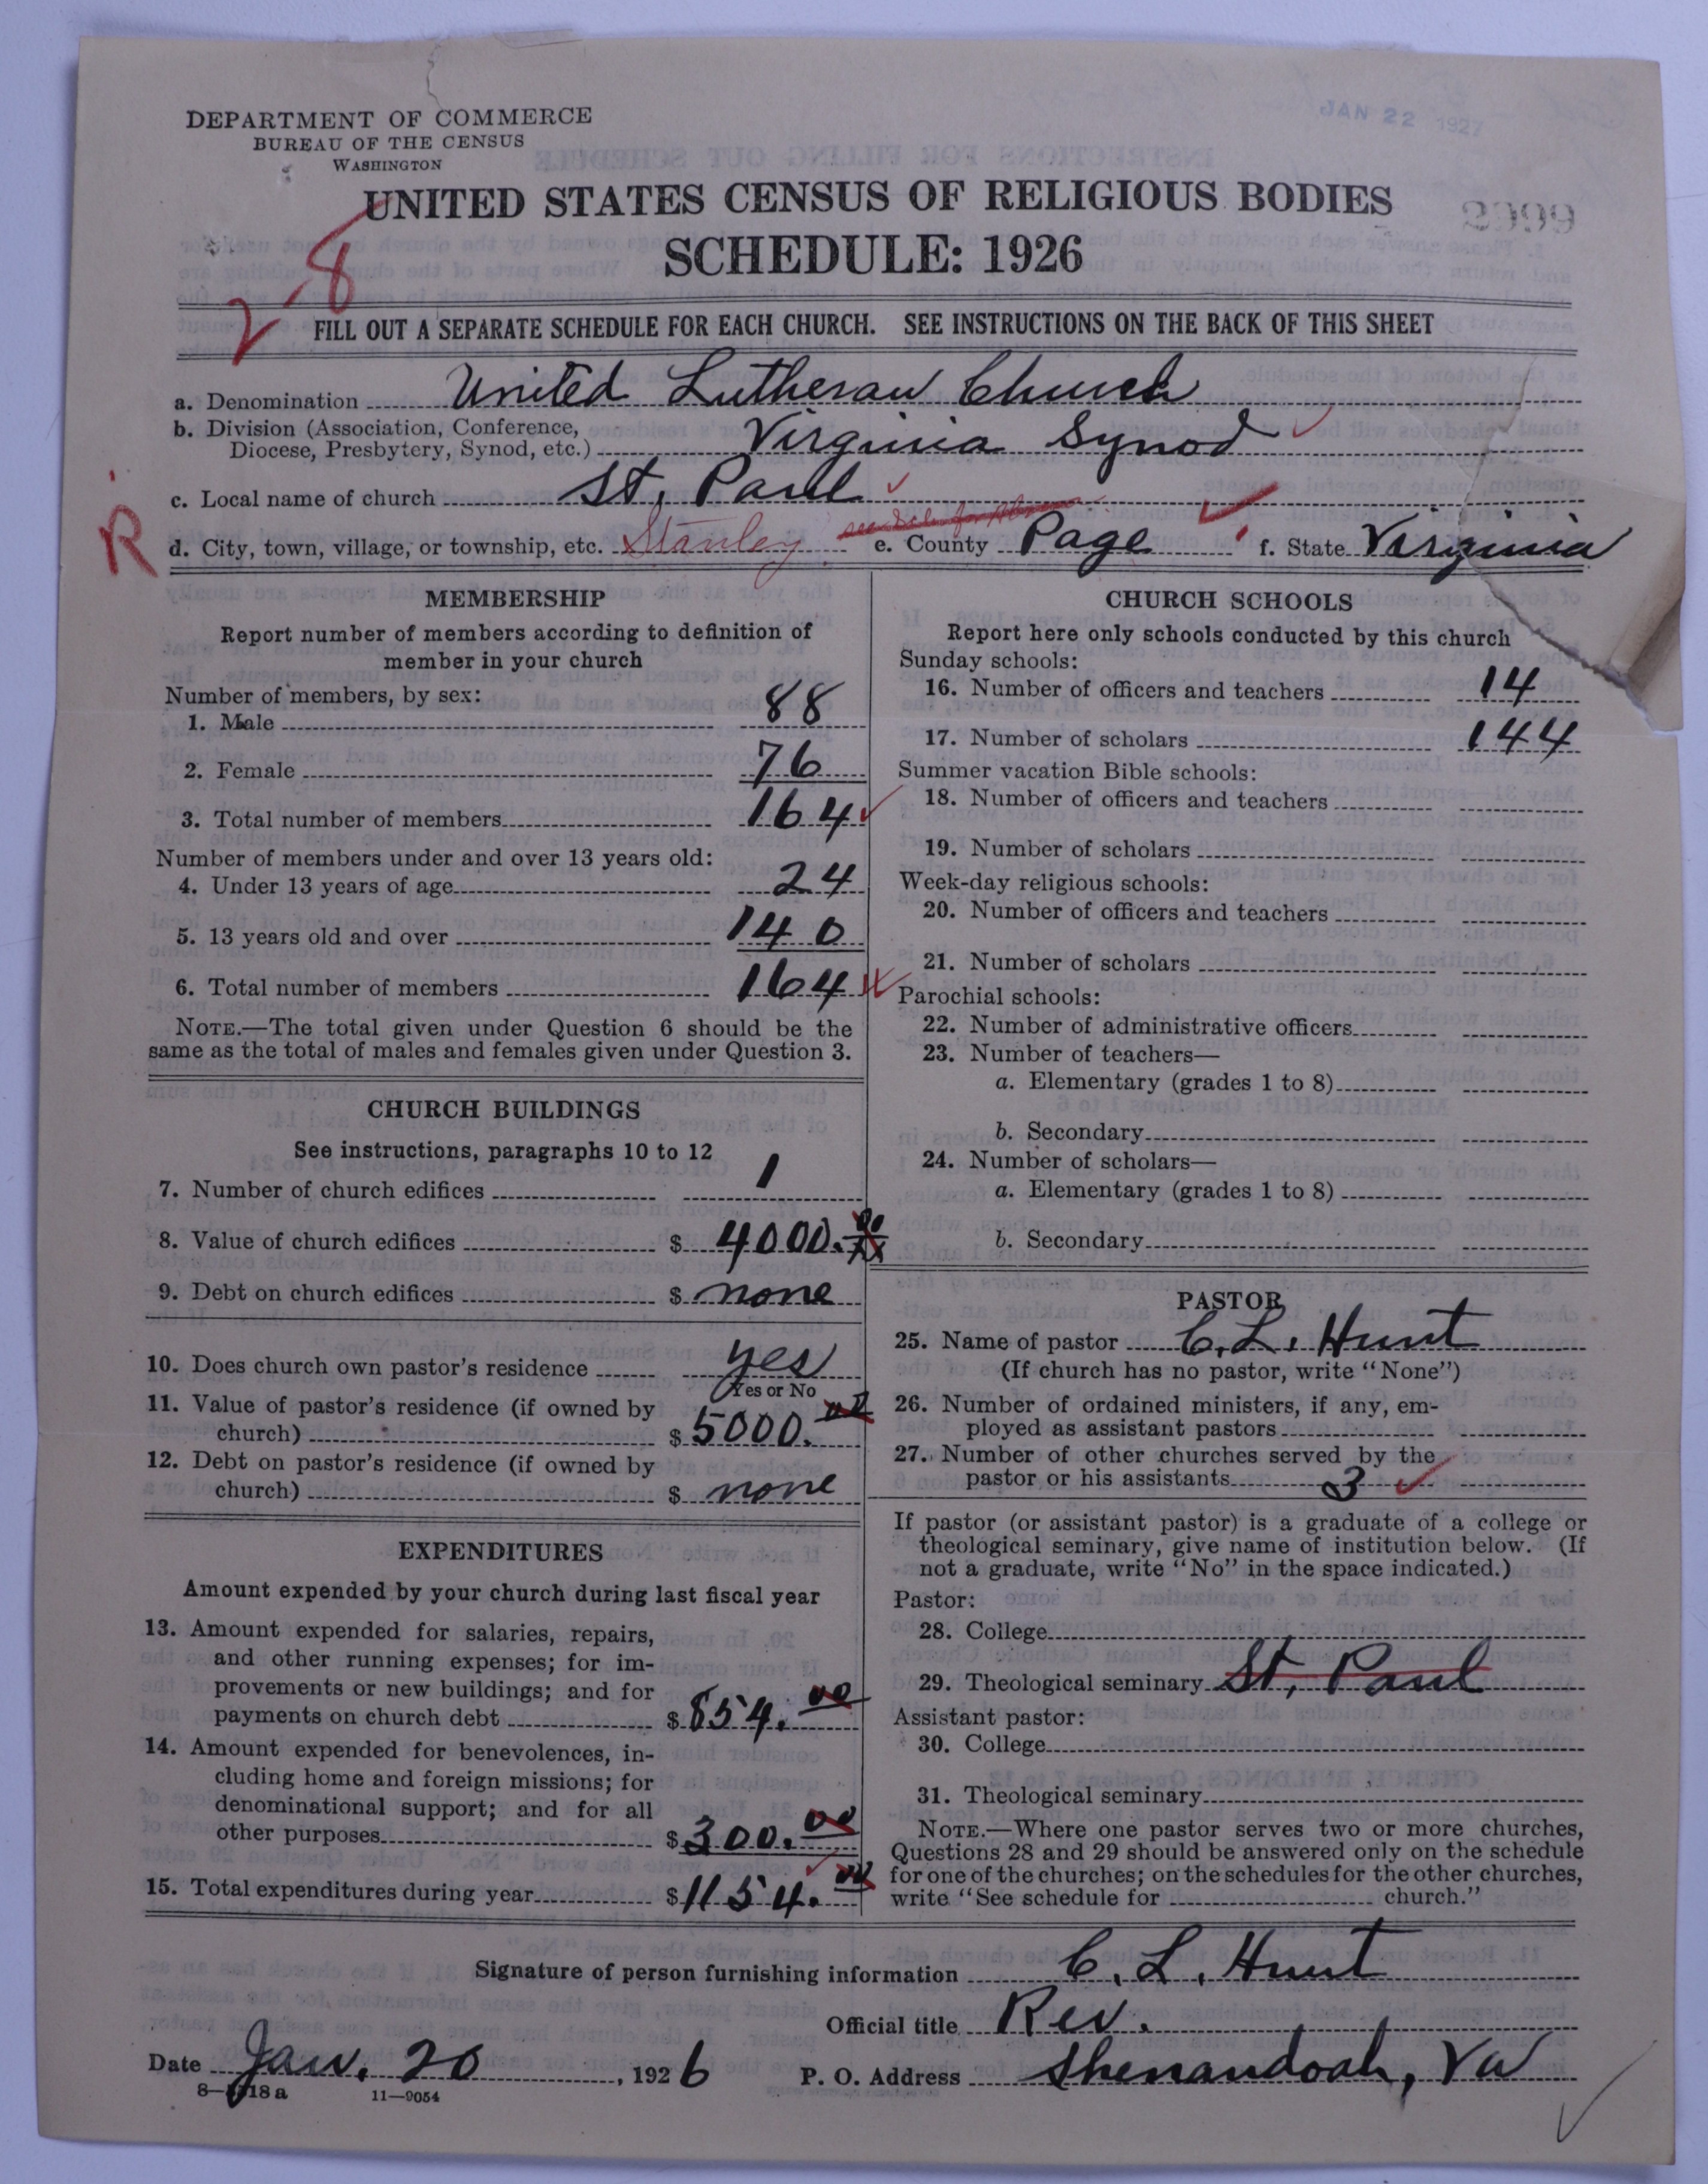 JAN 22 1927
DEPARTMENT OF COMMERCE
BUREAU OF THE CENSUS
WASHINGTON
UNITED STATES CENSUS OF RELIGIOUS BODIES
2999
SCHEDULE: 1926
2-8
FILL OUT A SEPARATE SCHEDULE FOR EACH CHURCH. SEE INSTRUCTIONS ON THE BACK OF THIS SHEET
a. Denomination United Lutheran Church
b. Division (Association, Conference,
Diocese, Presbytery, Synod, etc.) Virginia Synod
c. Local name of church St. Paul
R
d. City, town, village, or township, etc. Stanley e. County Page f. State Virginia
MEMBERSHIP
Report number of members according to definition of
member in your church
Number of members, by sex:
1. Male 88
2. Female 76
3. Total number of members 164
Number of members under and over 13 years old:
4. Under 13 years of age 24
5. 13 years old and over 140
6. Total number of members 164
NOTE.—The total given under Question 6 should be the
same as the total of males and females given under Question 3.
CHURCH BUILDINGS
See instructions, paragraphs 10 to 12
7. Number of church edifices 1
8. Value of church edifices $ 4000.
9. Debt on church edifices $ none
10. Does church own pastor's residence yes
Yes or No
11. Value of pastor's residence (if owned by
church) $ 5000.00
12. Debt on pastor's residence (if owned by
church) $ none
EXPENDITURES
Amount expended by your church during last fiscal year
13. Amount expended for salaries, repairs,
and other running expenses; for im-
provements or new buildings; and for
payments on church debt $ 854.00
14. Amount expended for benevolences, in-
cluding home and foreign missions; for
denominational support; and for all
other purposes $ 300.00
15. Total expenditures during year $ 1154.00
CHURCH SCHOOLS
Report here only schools conducted by this church
Sunday schools:
16. Number of officers and teachers 14
17. Number of scholars 144
Summer vacation Bible schools:
18. Number of officers and teachers
19. Number of scholars
Week-day religious schools:
20. Number of officers and teachers
21. Number of scholars
Parochial schools:
22. Number of administrative officers
23. Number of teachers—
a. Elementary (grades 1 to 8)
b. Secondary
24. Number of scholars—
a. Elementary (grades 1 to 8)
b. Secondary
PASTOR
25. Name of pastor C. L. Hunt
(If church has no pastor, write "None")
26. Number of ordained ministers, if any, em-
ployed as assistant pastors
27. Number of other churches served by the
pastor or his assistants 3
If pastor (or assistant pastor) is a graduate of a college or
theological seminary, give name of institution below. (If
not a graduate, write "No" in the space indicated.)
Pastor:
28. College
29. Theological seminary St. Paul
Assistant pastor:
30. College
31. Theological seminary
NOTE.—Where one pastor serves two or more churches,
Questions 28 and 29 should be answered only on the schedule
for one of the churches; on the schedules for the other churches,
write "See schedule for church."
Signature of person furnishing information C. L. Hunt
Official title Rev.
Date Jan. 20, 1926 P. O. Address Shenandoah, Va
8—18 a 11—9054